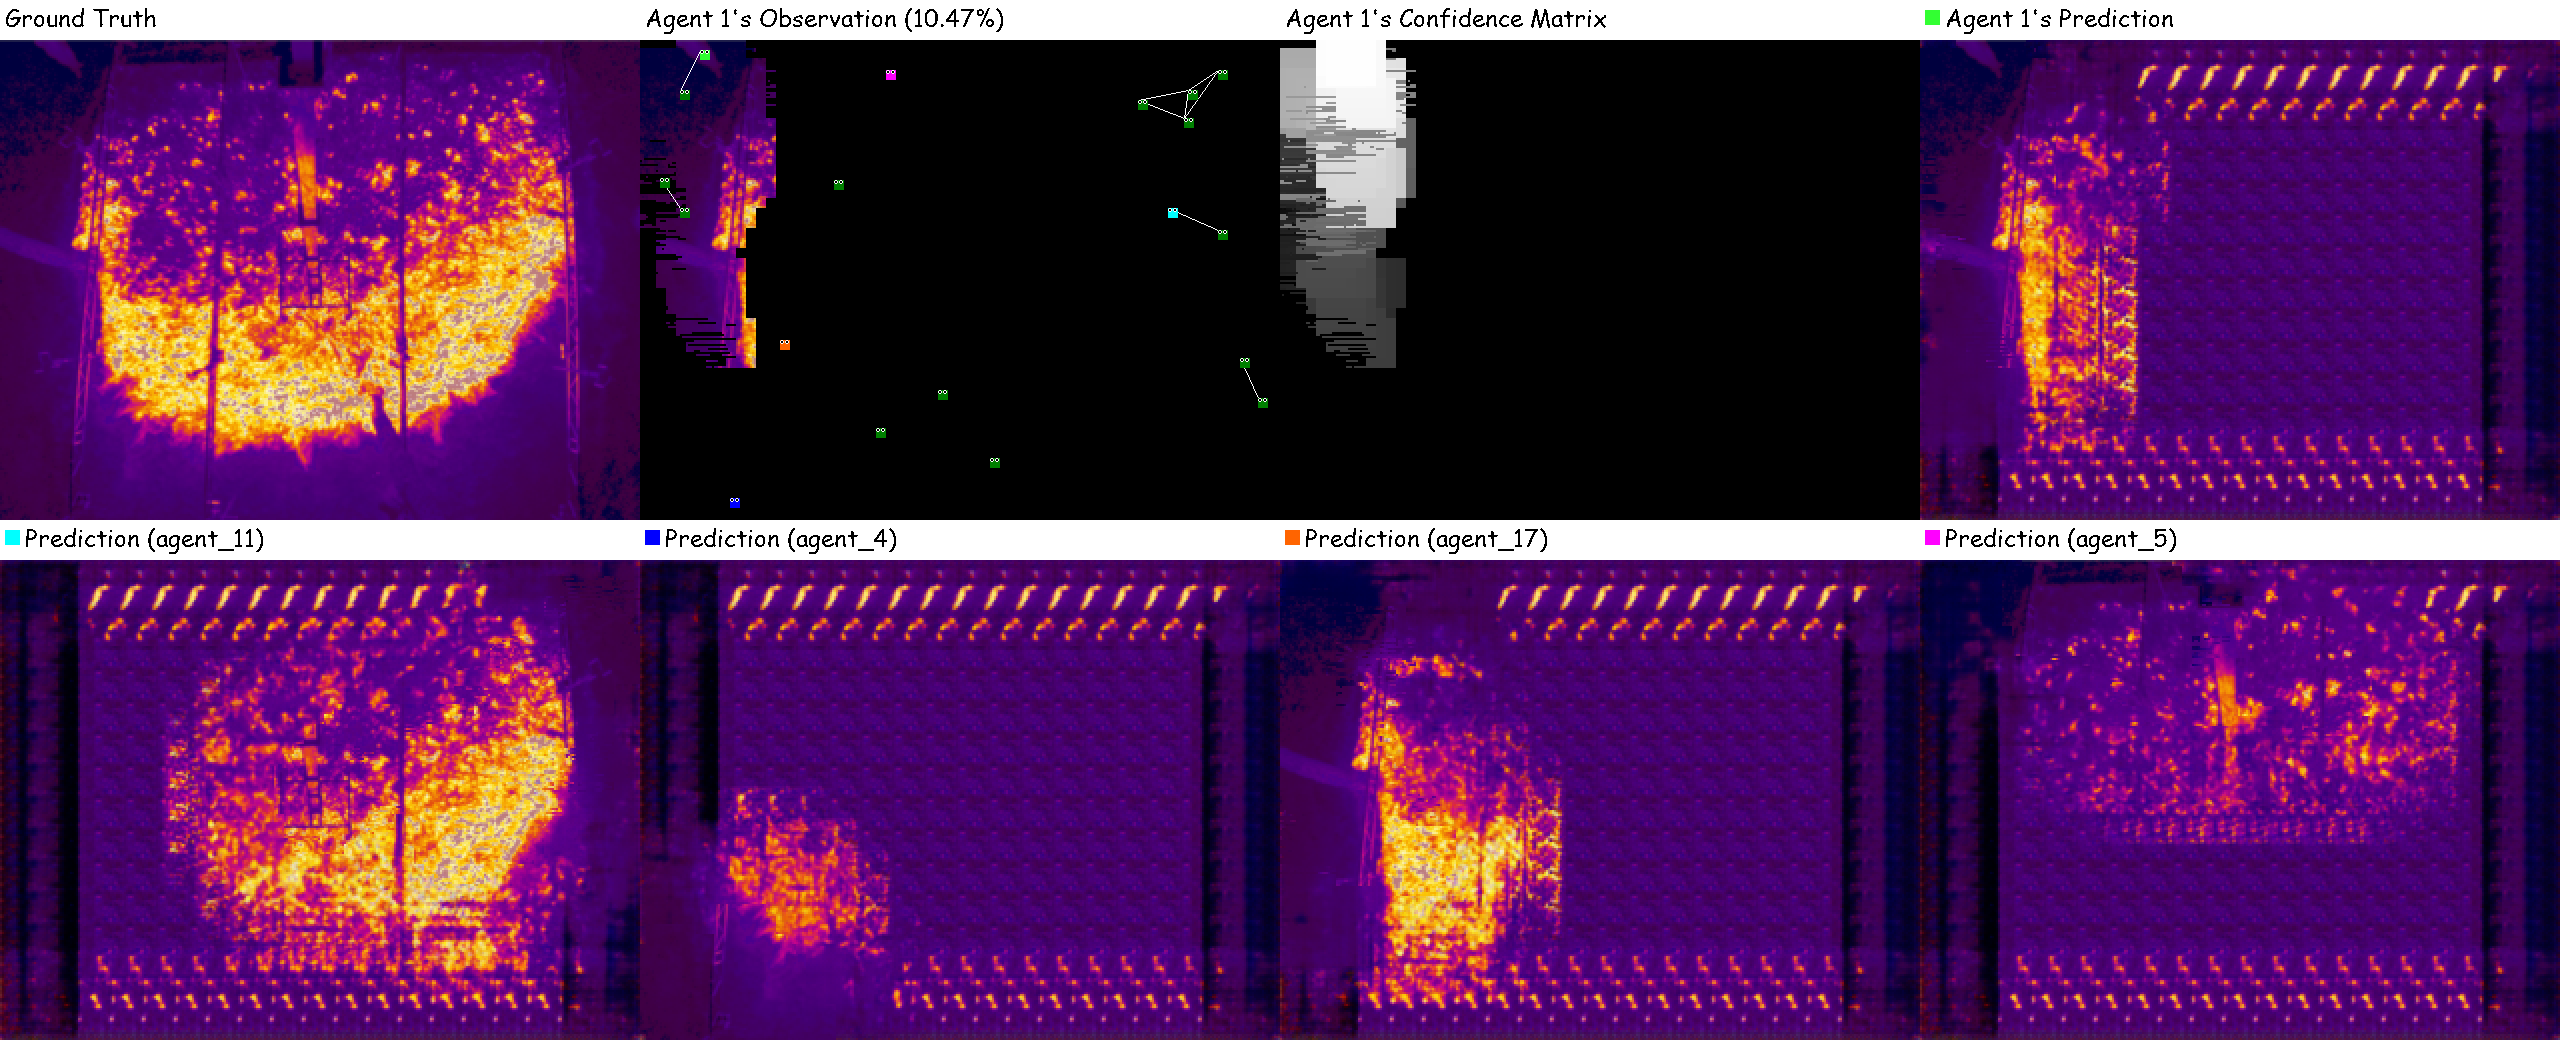 Ground Truth
Agent 1's Observation (10.47%)
Agent 1's Confidence Matrix
Agent 1's Prediction
Prediction (agent_11)
Prediction (agent_4)
Prediction (agent_17)
Prediction (agent_5)